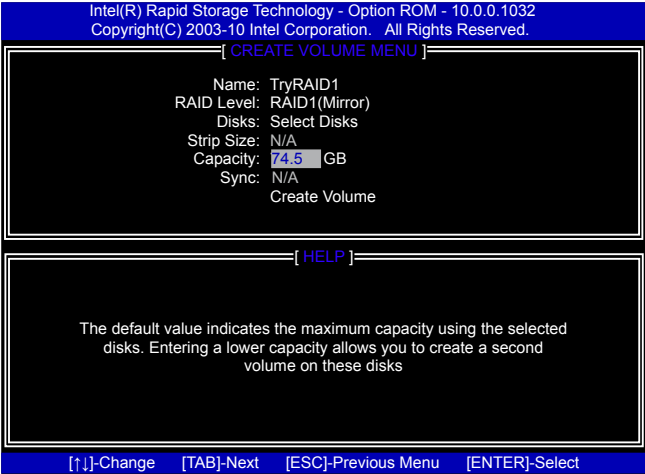 Intel(R) Rapid Storage Technology - Option ROM - 10.0.0.1032
Copyright(C) 2003-10 Intel Corporation. All Rights Reserved.
[ CREATE VOLUME MENU ]
Name: TryRAID1
RAID Level: RAID1(Mirror)
Disks: Select Disks
Strip Size: N/A
Capacity: 74.5 GB
Sync: N/A
Create Volume
[ HELP ]
The default value indicates the maximum capacity using the selected
disks. Entering a lower capacity allows you to create a second
volume on these disks
[↑↓]-Change [TAB]-Next [ESC]-Previous Menu [ENTER]-Select